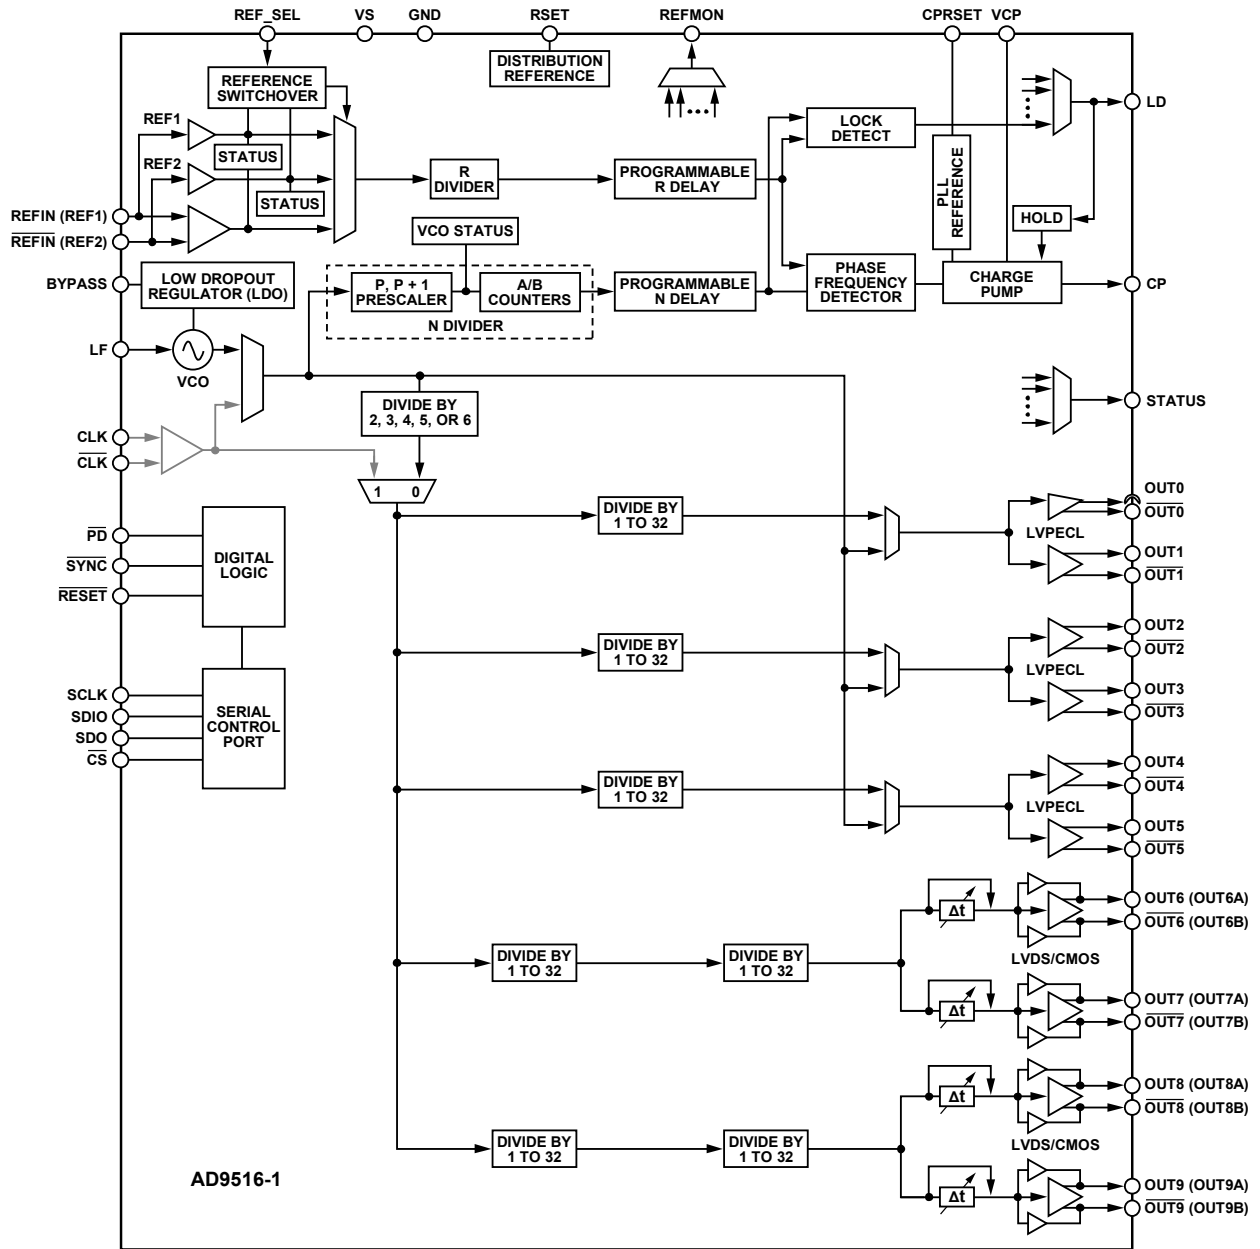 REF_SEL VS GND RSET REFMON CPRSET VCP
REFERENCE
SWITCHOVER
DISTRIBUTION
REFERENCE
REF1
STATUS
REF2
STATUS
R
DIVIDER
PROGRAMMABLE
R DELAY
LOCK
DETECT
LD
PLL
REFERENCE
HOLD
REFIN (REF1)
REFIN (REF2)
BYPASS
LOW DROPOUT
REGULATOR (LDO)
VCO STATUS
P, P + 1
PRESCALER
A/B
COUNTERS
N DIVIDER
PROGRAMMABLE
N DELAY
PHASE
FREQUENCY
DETECTOR
CHARGE
PUMP
CP
LF
VCO
STATUS
DIVIDE BY
2, 3, 4, 5, OR 6
CLK
CLK
1 0
PD
SYNC
RESET
DIGITAL
LOGIC
SCLK
SDIO
SDO
CS
SERIAL
CONTROL
PORT
DIVIDE BY
1 TO 32
OUT0
OUT0
LVPECL
OUT1
OUT1
DIVIDE BY
1 TO 32
OUT2
OUT2
LVPECL
OUT3
OUT3
DIVIDE BY
1 TO 32
OUT4
OUT4
LVPECL
OUT5
OUT5
DIVIDE BY
1 TO 32
DIVIDE BY
1 TO 32
Δt
OUT6 (OUT6A)
OUT6 (OUT6B)
LVDS/CMOS
Δt
OUT7 (OUT7A)
OUT7 (OUT7B)
DIVIDE BY
1 TO 32
DIVIDE BY
1 TO 32
Δt
OUT8 (OUT8A)
OUT8 (OUT8B)
LVDS/CMOS
Δt
OUT9 (OUT9A)
OUT9 (OUT9B)
AD9516-1